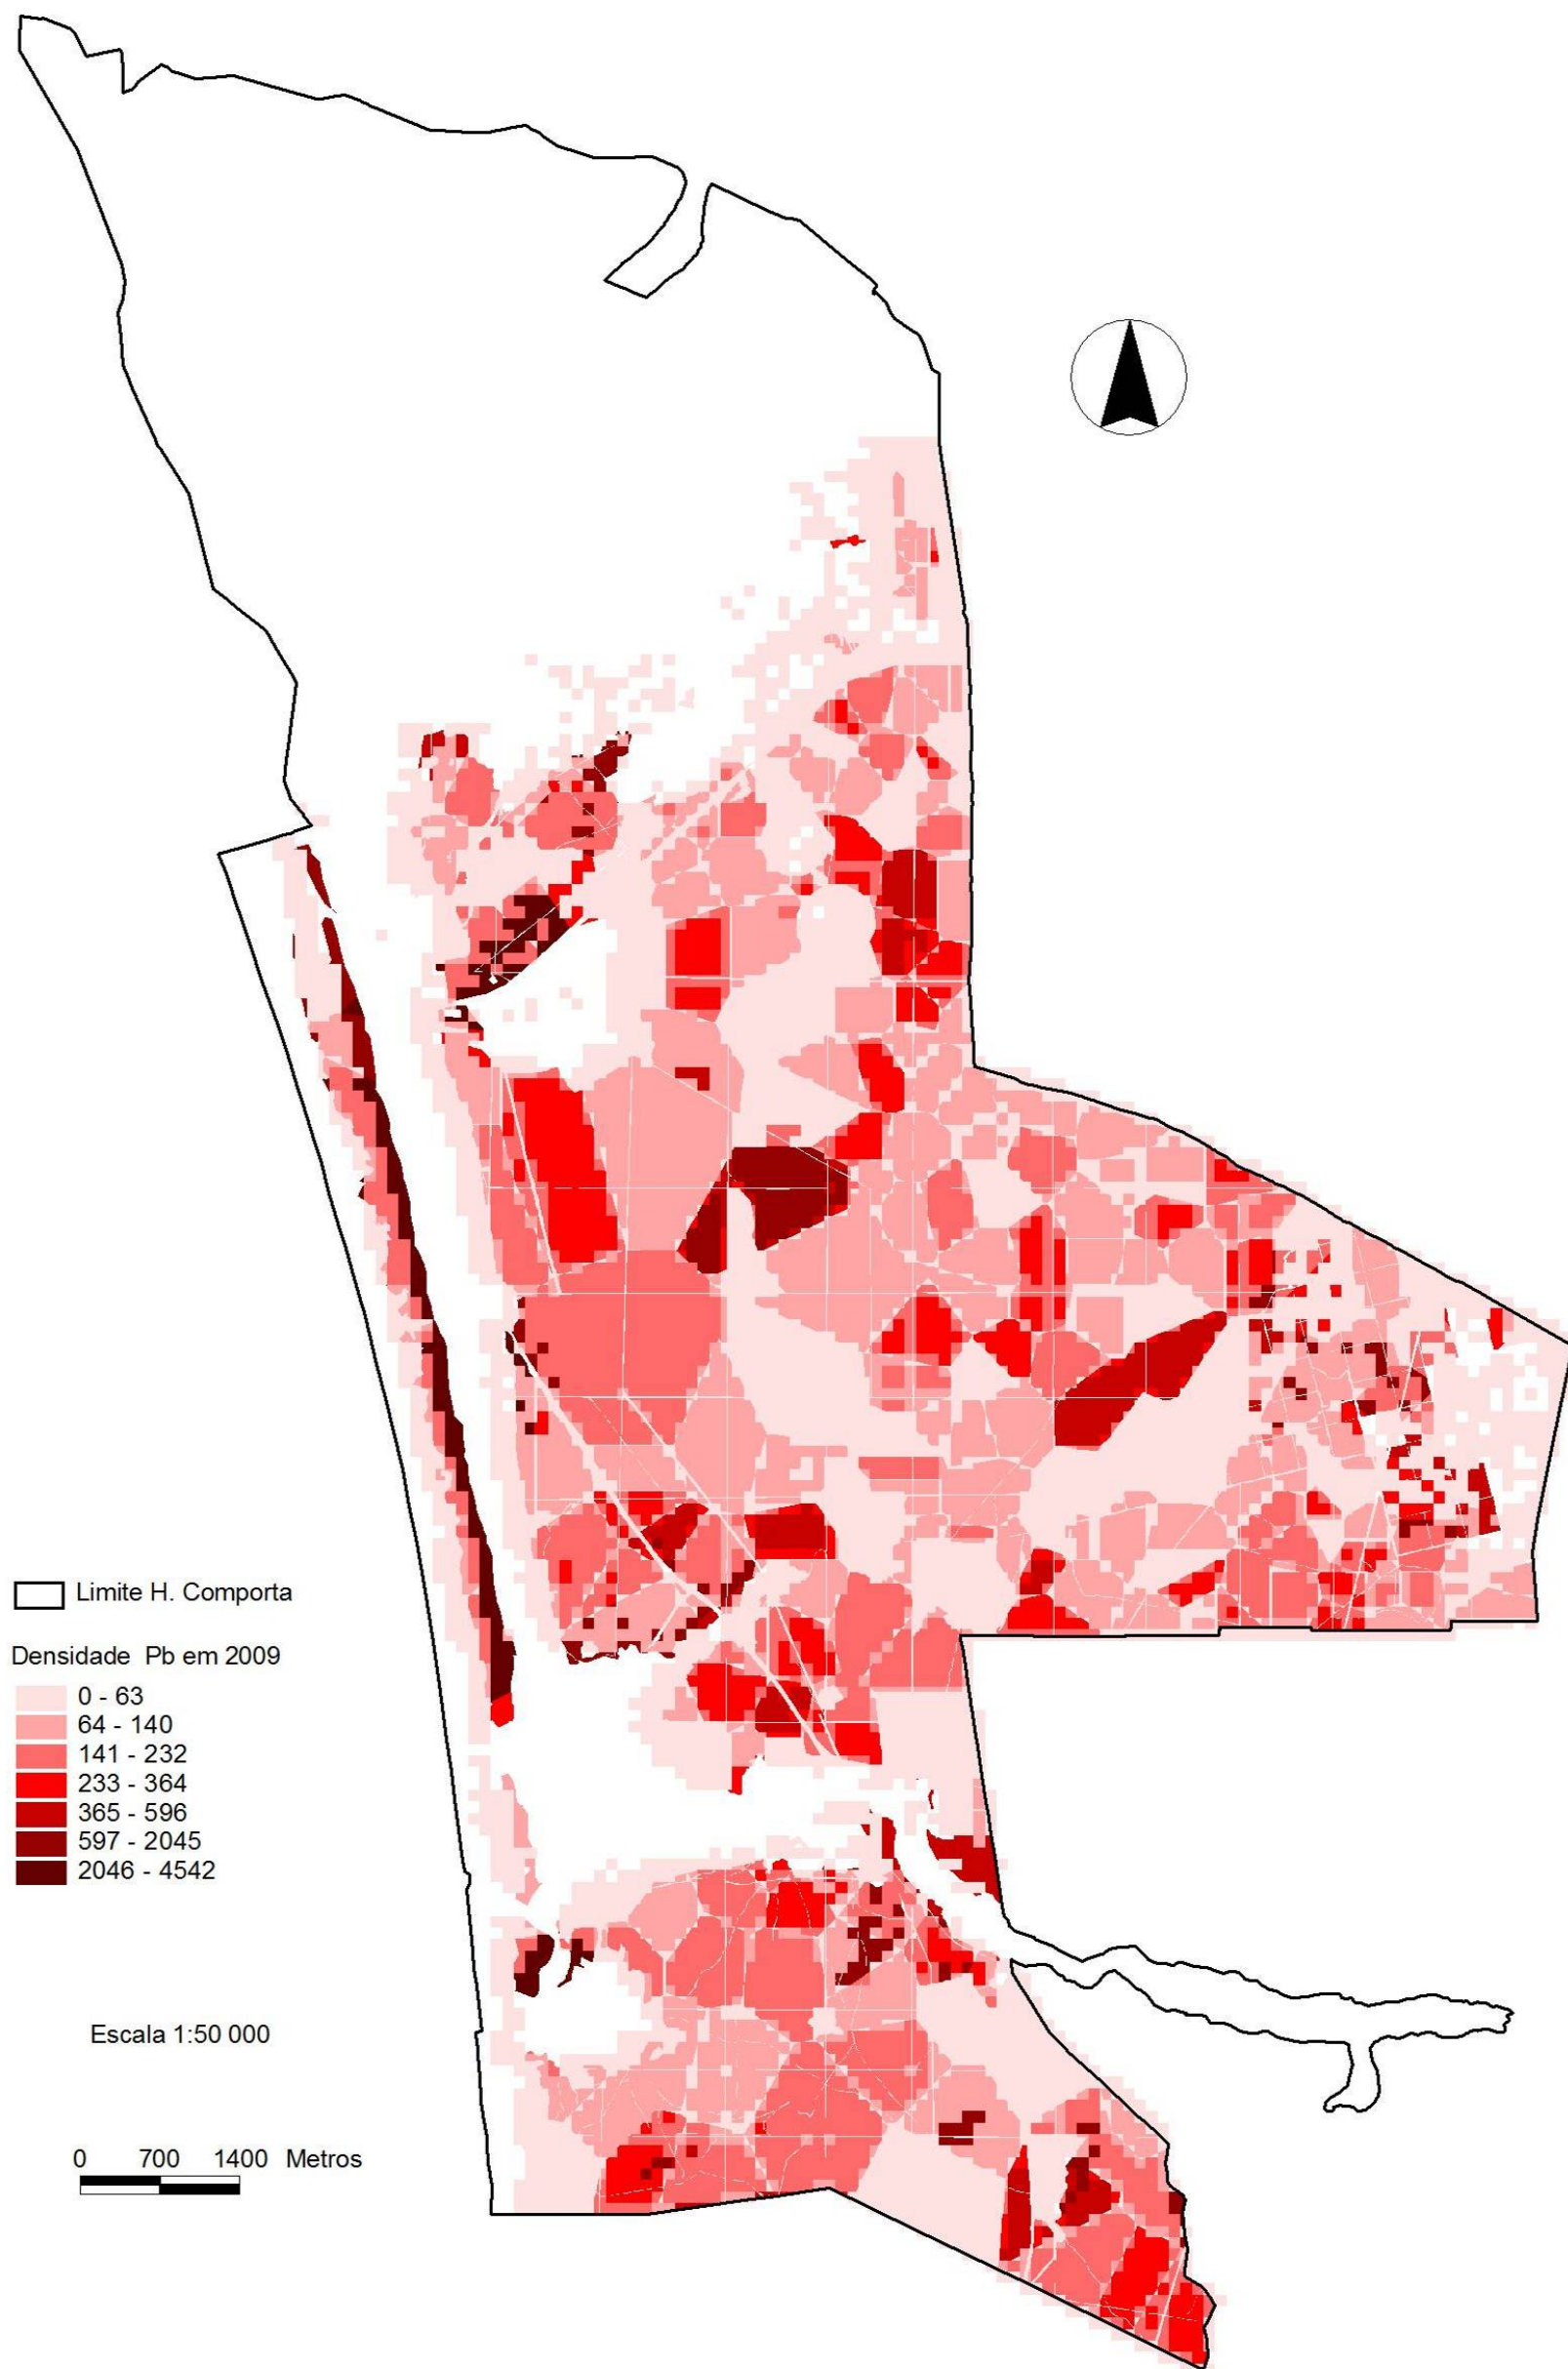 Limite H. Comporta
Densidade Pb em 2009
0 - 63
64 - 140
141 - 232
233 - 364
365 - 596
597 - 2045
2046 - 4542
Escala 1:50 000
0 700 1400 Metros